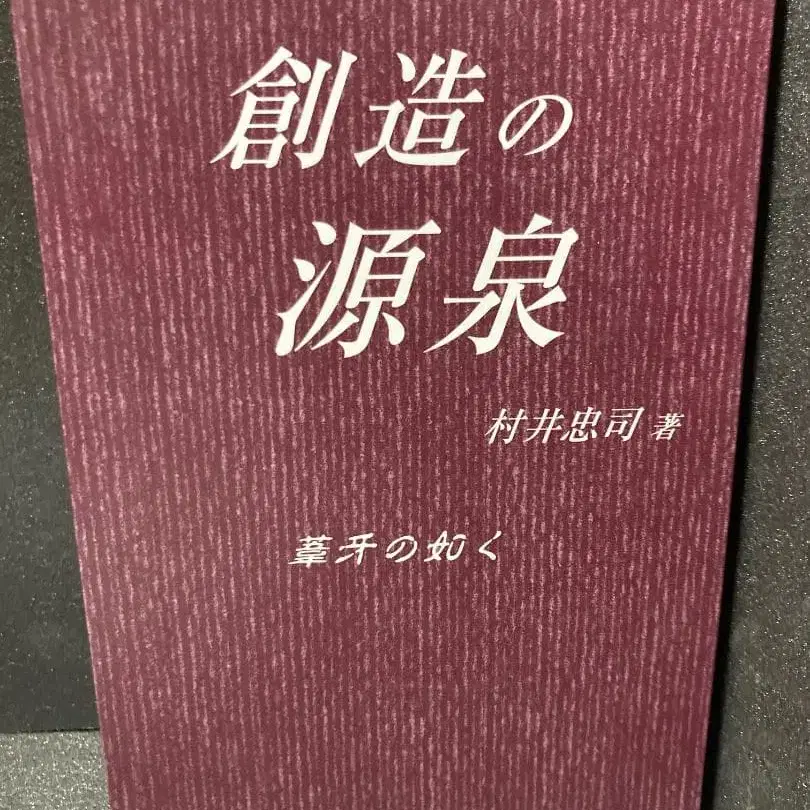 創造の
源泉
村井忠司 著
葦牙の如く